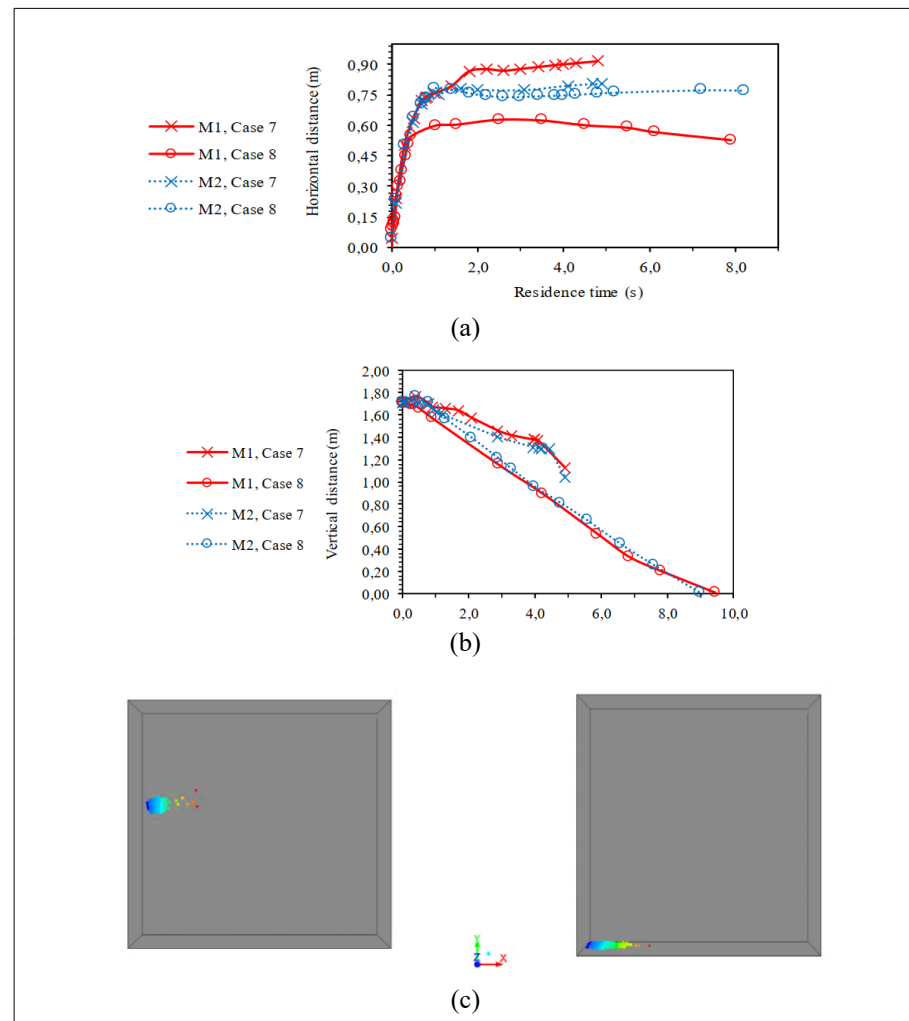 0,90
0,75
0,60
0,45
0,30
0,15
0,00
Horizontal distance (m)
M1, Case 7
M1, Case 8
M2, Case 7
M2, Case 8
0,0 2,0 4,0 6,0 8,0
Residence time (s)
(a)
2,00
1,80
1,60
1,40
1,20
1,00
0,80
0,60
0,40
0,20
0,00
Vertical distance (m)
M1, Case 7
M1, Case 8
M2, Case 7
M2, Case 8
0,0 2,0 4,0 6,0 8,0 10,0
(b)
Y
Z
X
(c)